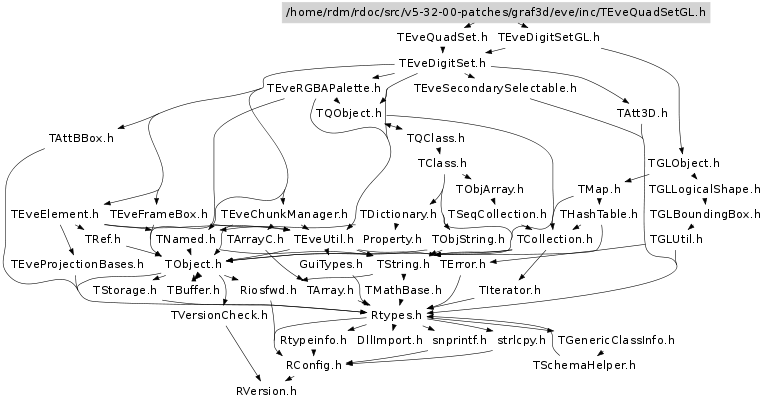 /home/rdm/rdoc/src/v5-32-00-patches/graf3d/eve/inc/TEveQuadSetGL.h
TEveQuadSet.h TEveDigitSetGL.h
TEveDigitSet.h
TEveRGBAPalette.h TEveSecondarySelectable.h
TQObject.h TAtt3D.h
TAttBBox.h TQClass.h
TClass.h TGLObject.h
TObjArray.h TMap.h TGLLogicalShape.h
TEveElement.h TEveFrameBox.h TEveChunkManager.h TDictionary.h TSeqCollection.h THashTable.h TGLBoundingBox.h
TRef.h TNamed.h TArrayC.h TEveUtil.h Property.h TObjString.h TCollection.h TGLUtil.h
TEveProjectionBases.h TObject.h GuiTypes.h TString.h TError.h
TStorage.h TBuffer.h Riosfwd.h TArray.h TMathBase.h TIterator.h
TVersionCheck.h Rtypes.h
Rtypeinfo.h DllImport.h snprintf.h strlcpy.h TGenericClassInfo.h
RConfig.h TSchemaHelper.h
RVersion.h